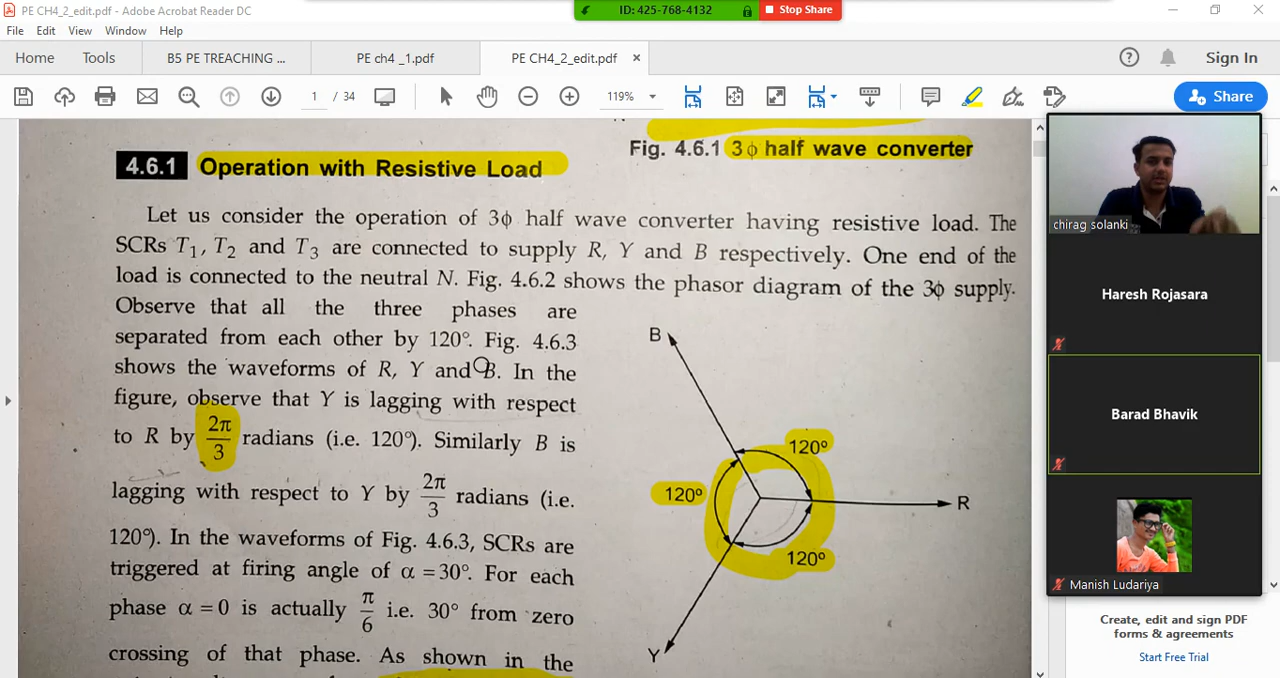 PE CH4_2_edit.pdf - Adobe Acrobat Reader DC
ID: 425-768-4132
Stop Share
File Edit View Window Help
Home Tools B5 PE TREACHING ... PE ch4 _1.pdf PE CH4_2_edit.pdf ×
Sign In
1 / 34 119% Share
Fig. 4.6.1 3ϕ half wave converter
4.6.1 Operation with Resistive Load
Let us consider the operation of 3ϕ half wave converter having resistive load. The
SCRs T1, T2 and T3 are connected to supply R, Y and B respectively. One end of the
load is connected to the neutral N. Fig. 4.6.2 shows the phasor diagram of the 3ϕ supply.
Observe that all the three phases are
separated from each other by 120°. Fig. 4.6.3
shows the waveforms of R, Y and B. In the
figure, observe that Y is lagging with respect
to R by 2π/3 radians (i.e. 120°). Similarly B is
lagging with respect to Y by 2π/3 radians (i.e.
120°). In the waveforms of Fig. 4.6.3, SCRs are
triggered at firing angle of α = 30°. For each
phase α = 0 is actually π/6 i.e. 30° from zero
crossing of that phase. As shown in the
B
120°
120°
R
120°
Y
chirag solanki
Haresh Rojasara
Barad Bhavik
Manish Ludariya
Create, edit and sign PDF
forms & agreements
Start Free Trial